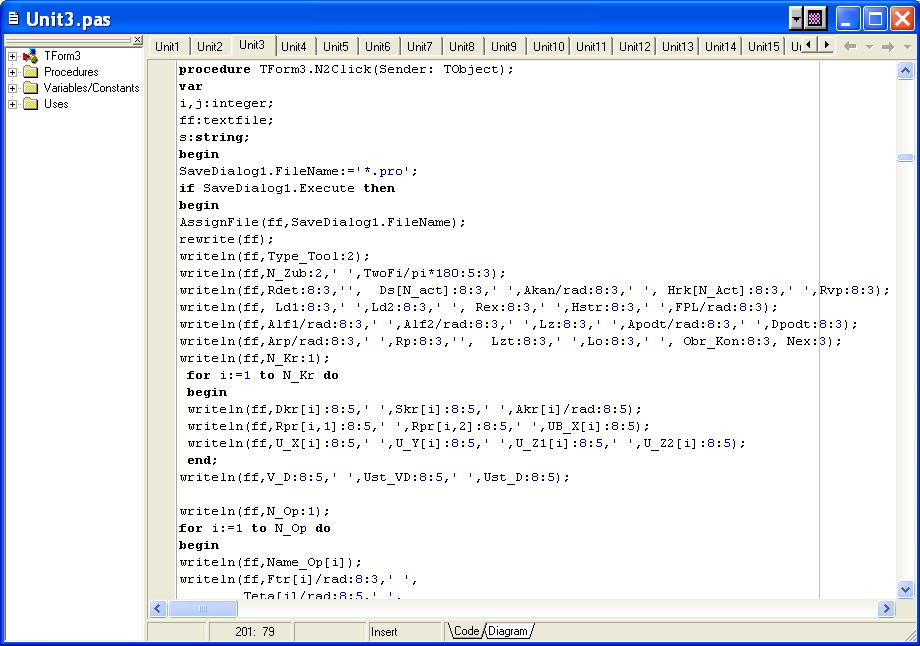 Unit3.pas
TForm3
Procedures
Variables/Constants
Uses
Unit1 Unit2 Unit3 Unit4 Unit5 Unit6 Unit7 Unit8 Unit9 Unit10 Unit11 Unit12 Unit13 Unit14 Unit15
procedure TForm3.N2Click(Sender: TObject);
var
i,j:integer;
ff:textfile;
s:string;
begin
SaveDialog1.FileName:='*.pro';
if SaveDialog1.Execute then
begin
AssignFile(ff,SaveDialog1.FileName);
rewrite(ff);
writeln(ff,Type_Tool:2);
writeln(ff,N_Zub:2,' ',TwoFi/pi*180:5:3);
writeln(ff,Rdet:8:3,'',  Ds[N_act]:8:3,' ',Akan/rad:8:3,' ', Hrk[N_Act]:8:3,' ',Rvp:8:3);
writeln(ff, Ld1:8:3,' ',Ld2:8:3,' ', Rex:8:3,' ',Hstr:8:3,' ',FPL/rad:8:3);
writeln(ff,Alf1/rad:8:3,' ',Alf2/rad:8:3,' ',Lz:8:3,' ',Apodt/rad:8:3,' ',Dpodt:8:3);
writeln(ff,Arp/rad:8:3,' ',Rp:8:3,'',  Lzt:8:3,' ',Lo:8:3,' ', Obr_Kon:8:3, Nex:3);
writeln(ff,N_Kr:1);
for i:=1 to N_Kr do
begin
writeln(ff,Dkr[i]:8:5,' ',Skr[i]:8:5,' ',Akr[i]/rad:8:5);
writeln(ff,Rpr[i,1]:8:5,' ',Rpr[i,2]:8:5,' ',UB_X[i]:8:5);
writeln(ff,U_X[i]:8:5,' ',U_Y[i]:8:5,' ',U_Z1[i]:8:5,' ',U_Z2[i]:8:5);
end;
writeln(ff,V_D:8:5,' ',Ust_VD:8:5,' ',Ust_D:8:5);
writeln(ff,N_Op:1);
for i:=1 to N_Op do
begin
writeln(ff,Name_Op[i]);
writeln(ff,Ftr[i]/rad:8:3,' ',
Teta[i]/rad:8:5,' ',
201: 79 Insert Code Diagram